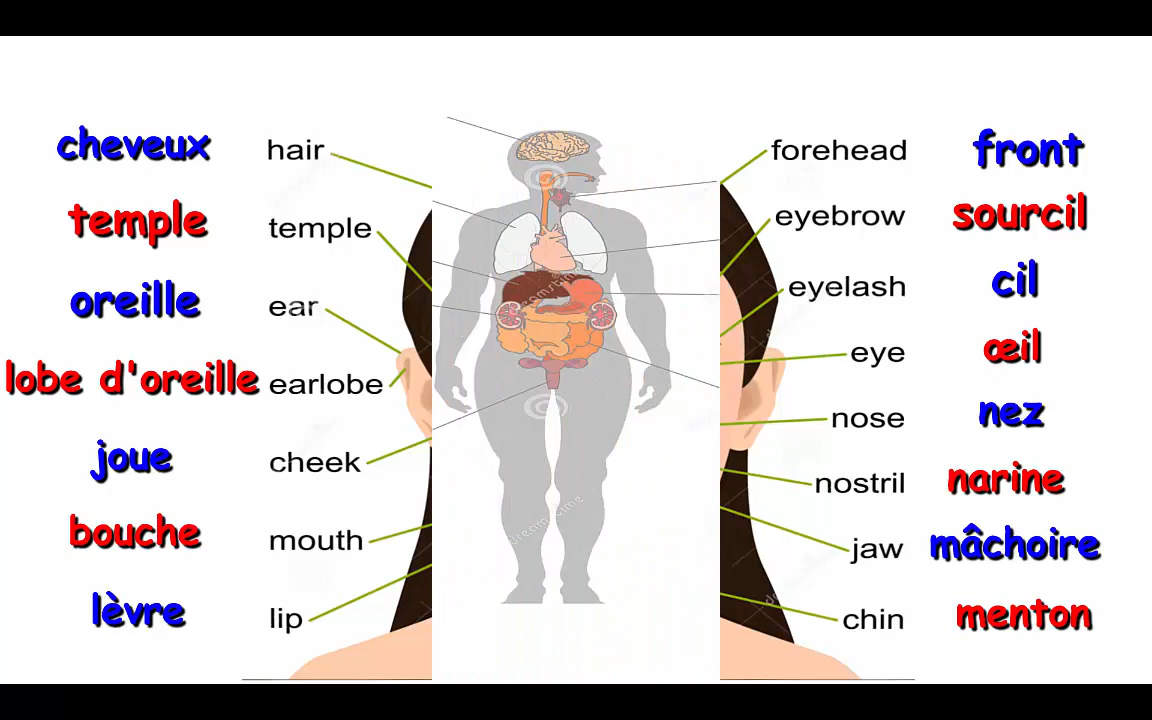 cheveux
hair
temple
temple
oreille
ear
lobe d'oreille
earlobe
joue
cheek
bouche
mouth
lèvre
lip
forehead
front
eyebrow
sourcil
eyelash
cil
eye
œil
nose
nez
nostril
narine
jaw
mâchoire
chin
menton
dreamstime